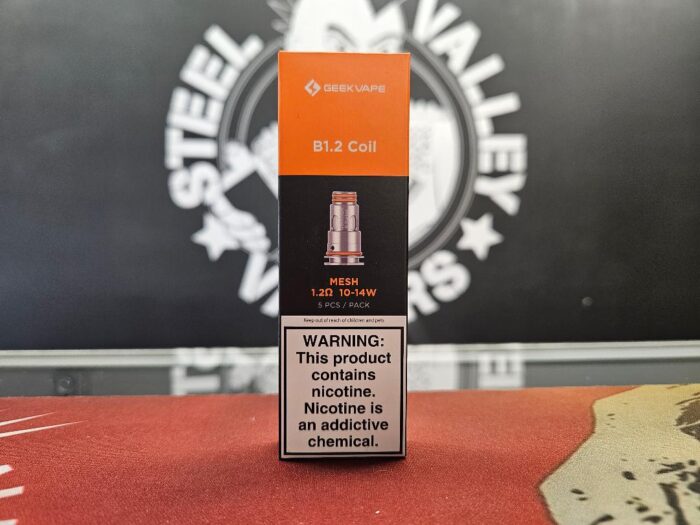 STEEL VALLEY
VAPERS
GEEKVAPE
B1.2 Coil
MESH
1.2Ω 10-14W
5 PCS / PACK
Keep out of reach of children and pets.
WARNING:
This product
contains
nicotine.
Nicotine is
an addictive
chemical.